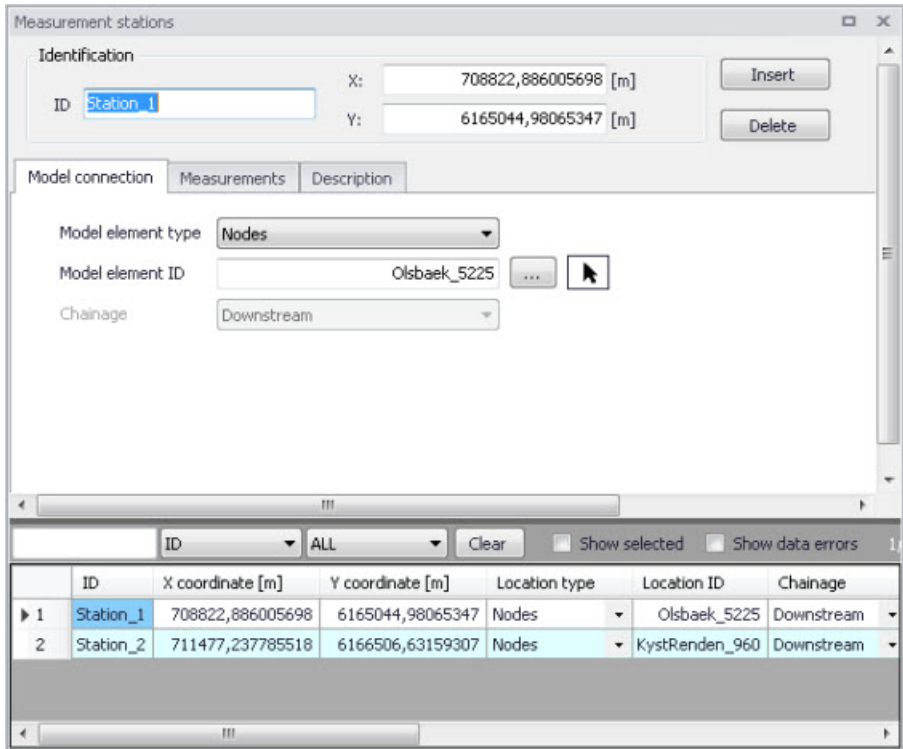 Measurement stations
Identification
ID Station_1
X: 708822,886005698 [m]
Y: 6165044,98065347 [m]
Insert
Delete
Model connection Measurements Description
Model element type Nodes
Model element ID Olsbaek_5225 ...
Chainage Downstream
ID ALL Clear Show selected Show data errors
ID X coordinate [m] Y coordinate [m] Location type Location ID Chainage
1 Station_1 708822,886005698 6165044,98065347 Nodes Olsbaek_5225 Downstream
2 Station_2 711477,237785518 6166506,63159307 Nodes KystRenden_960 Downstream